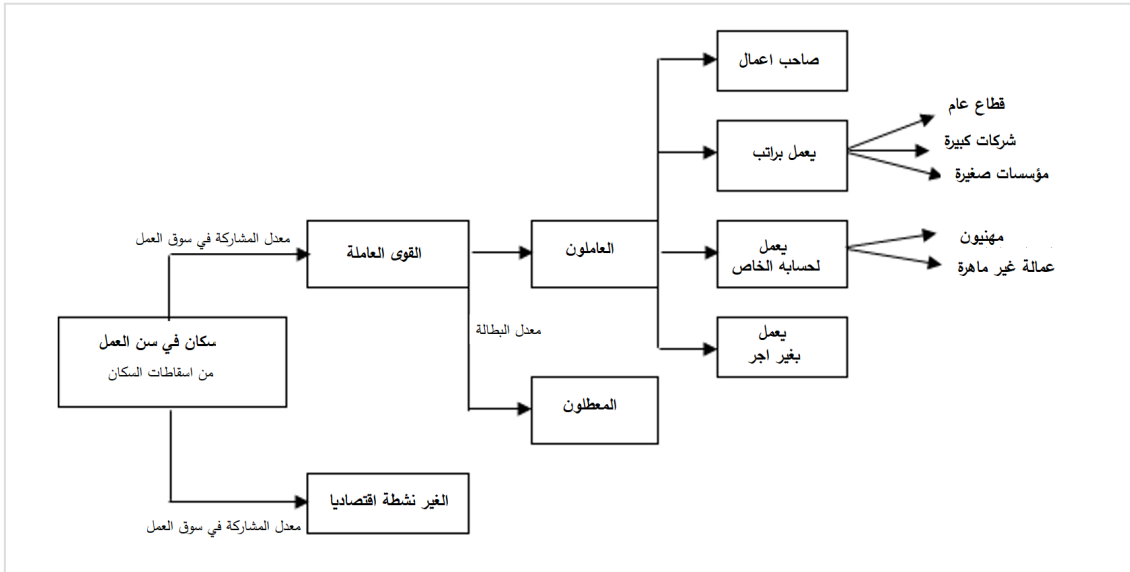 صاحب اعمال
قطاع عام
يعمل براتب
شركات كبيرة
مؤسسات صغيرة
معدل المشاركة في سوق العمل
القوى العاملة
العاملون
يعمل
لحسابه الخاص
مهنيون
عمالة غير ماهرة
معدل البطالة
سكان في سن العمل
من اسقاطات السكان
يعمل
بغير اجر
المعطلون
الغير نشطة اقتصاديا
معدل المشاركة في سوق العمل